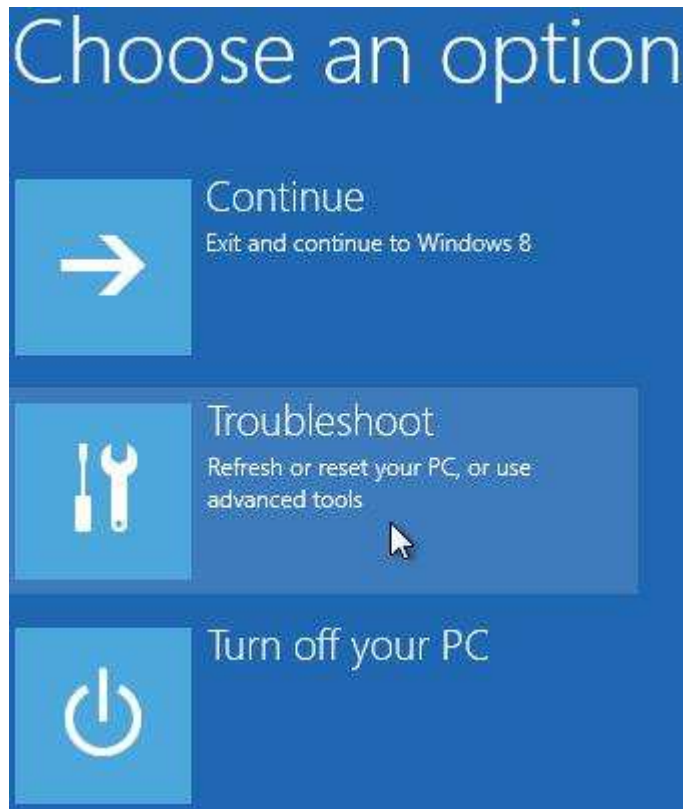 Choose an option
Continue
Exit and continue to Windows 8
Troubleshoot
Refresh or reset your PC, or use
advanced tools
Turn off your PC